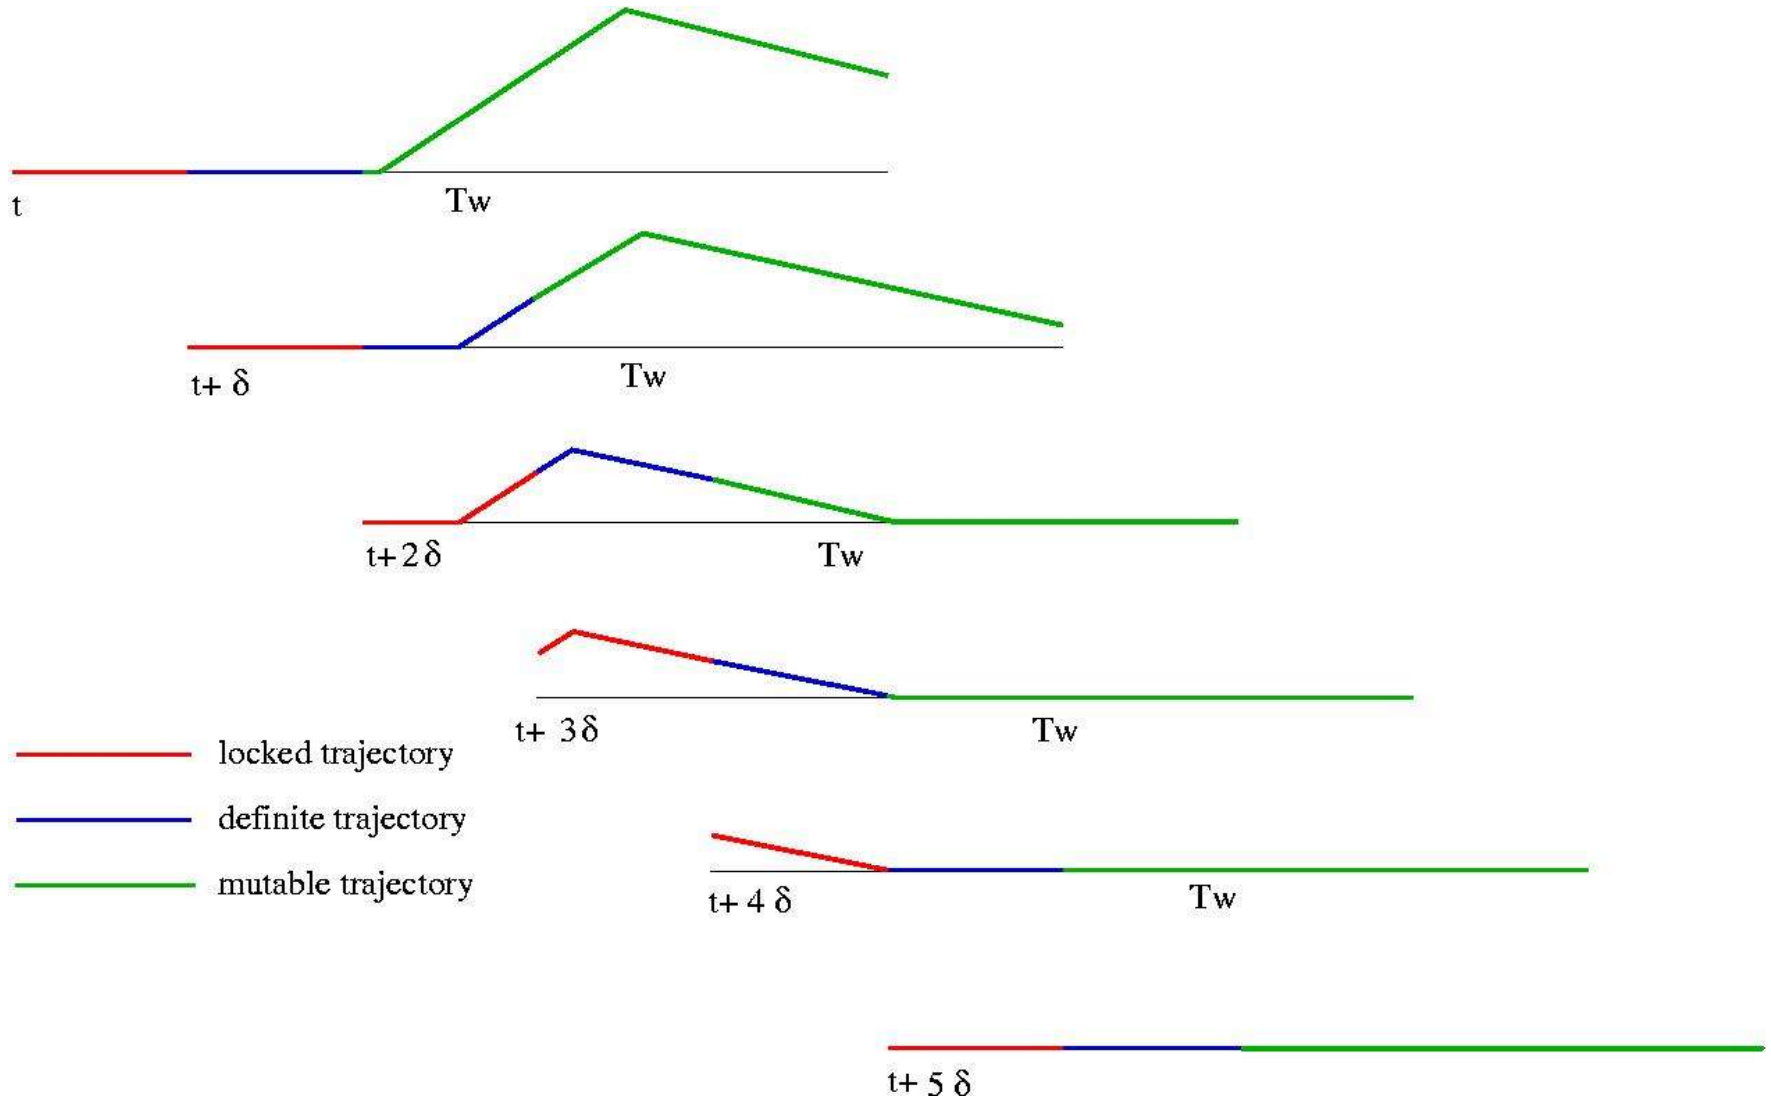 t
Tw
t+ δ
Tw
t+2δ
Tw
t+ 3δ
Tw
locked trajectory
definite trajectory
mutable trajectory
t+ 4 δ
Tw
t+ 5 δ